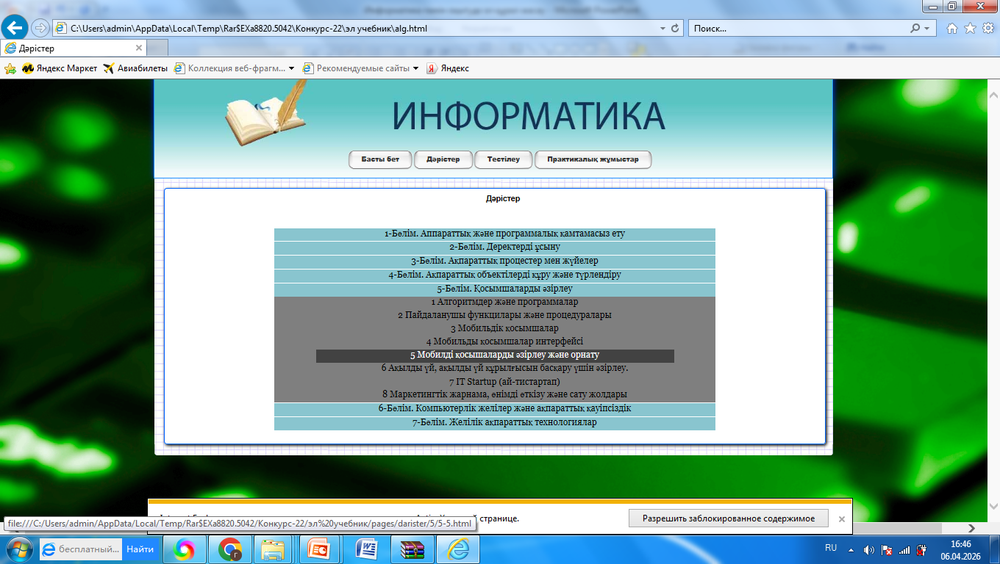 C:\Users\admin\AppData\Local\Temp\Rar$EXa8820.5042\Конкурс-22\эл учебник\alg.html
Поиск...
Дәрістер
Яндекс Маркет Авиабилеты Коллекция веб-фрагм... Рекомендуемые сайты Яндекс
ИНФОРМАТИКА
Басты бет Дәрістер Тестілеу Практикалық жұмыстар
Дәрістер
1-Бөлім. Аппараттық және программалық қамтамасыз ету
2-Бөлім. Деректерді ұсыну
3-Бөлім. Ақпараттық процестер мен жүйелер
4-Бөлім. Ақпараттық объектілерді құру және түрлендіру
5-Бөлім. Қосымшаларды әзірлеу
1 Алгоритмдер және программалар
2 Пайдаланушы функцилары және процедуралары
3 Мобильдік қосымшалар
4 Мобильды қосымшалар интерфейсі
5 Мобилді қосышаларды әзірлеу және орнату
6 Ақылды үй, ақылды үй құрылғысын басқару үшін әзірлеу.
7 IT Startup (ай-тистартап)
8 Маркетингтік жарнама, өнімді өткізу және сату жолдары
6-Бөлім. Компьютерлік желілер және ақпараттық қауіпсіздік
7-Бөлім. Желілік ақпараттық технологиялар
странице.
Разрешить заблокированное содержимое
file:///C:/Users/admin/AppData/Local/Temp/Rar$EXa8820.5042/Конкурс-22/эл%20учебник/pages/darister/5/5-5.html
бесплатный... Найти
RU
16:46
06.04.2026